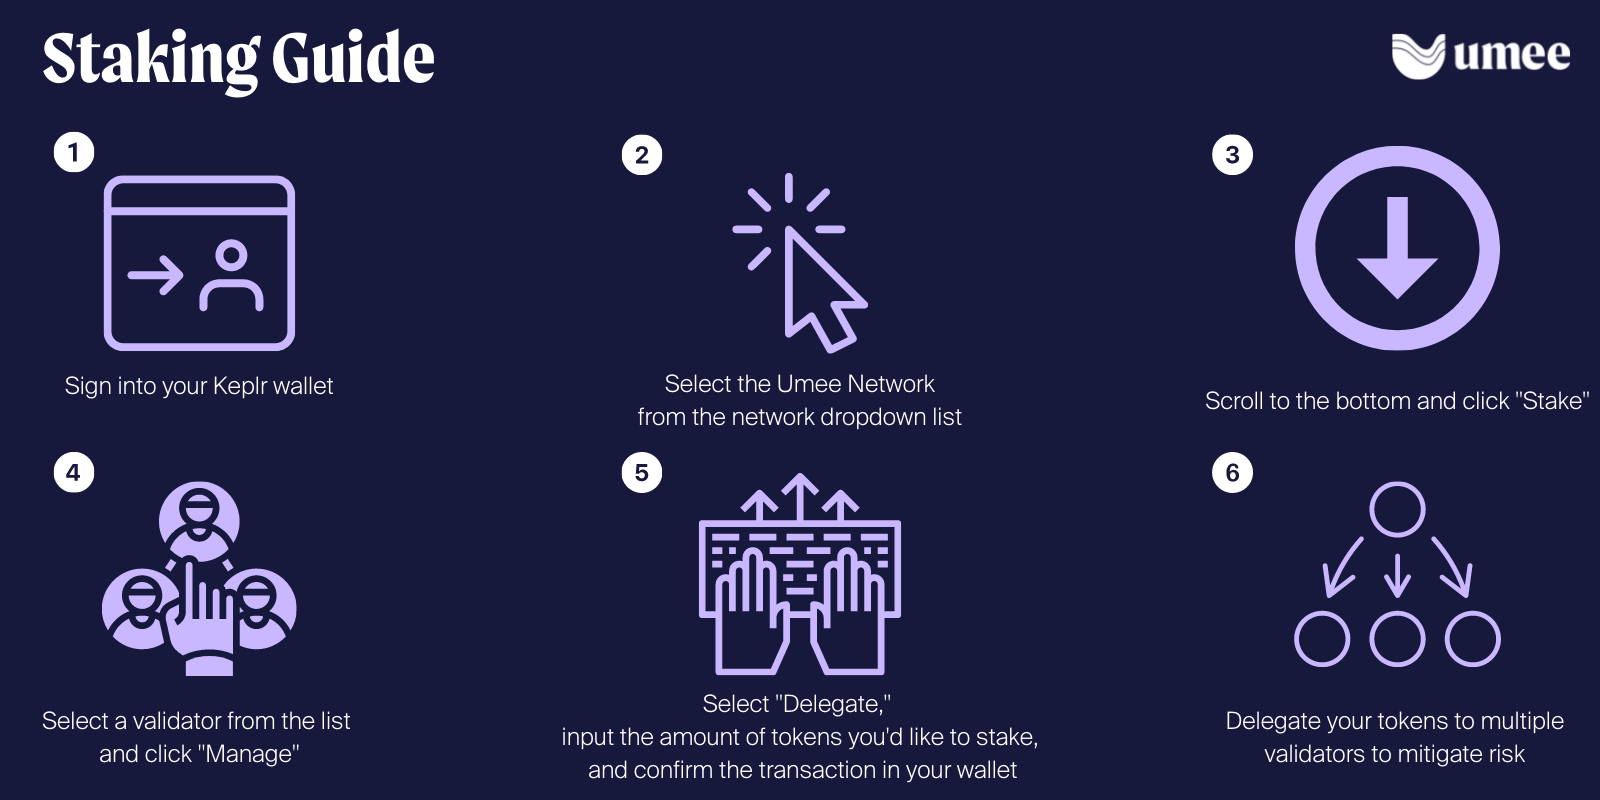 Staking Guide
umee
1
Sign into your Keplr wallet
2
Select the Umee Network
from the network dropdown list
3
Scroll to the bottom and click "Stake"
4
Select a validator from the list
and click "Manage"
5
Select "Delegate,"
input the amount of tokens you'd like to stake,
and confirm the transaction in your wallet
6
Delegate your tokens to multiple
validators to mitigate risk